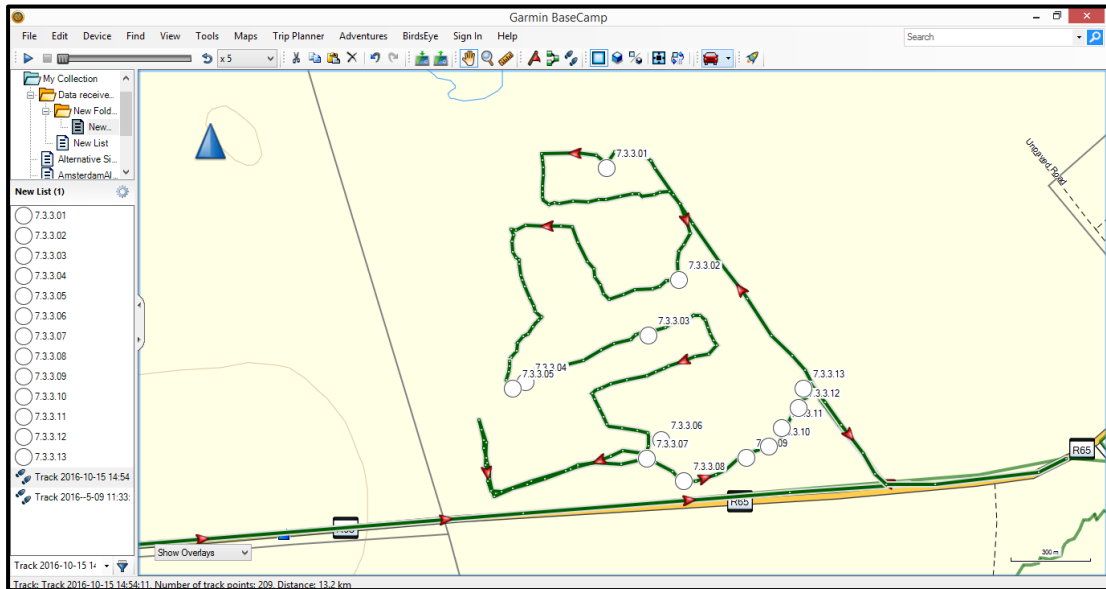 Garmin BaseCamp
File Edit Device Find View Tools Maps Trip Planner Adventures BirdsEye Sign In Help
Search
x 5
My Collection
Data receive...
New Fold...
New...
New List
Alternative Si...
AmsterdamAl...
New List (1)
7.3.3.01
7.3.3.02
7.3.3.03
7.3.3.04
7.3.3.05
7.3.3.06
7.3.3.07
7.3.3.08
7.3.3.09
7.3.3.10
7.3.3.11
7.3.3.12
7.3.3.13
Track 2016-10-15 14:54
Track 2016--5-09 11:33:
Track 2016-10-15 14
Track: Track 2016-10-15 14:54:11, Number of track points: 209, Distance: 13.2 km
7.3.3.01
Unpaved Road
7.3.3.02
7.3.3.03
7.3.3.04
7.3.3.05
7.3.3.13
7.3.3.12
.11
7.3.3.06
.10
7.3.3.07
09
7.3.3.08
R65
R65
R65
Show Overlays
300 m